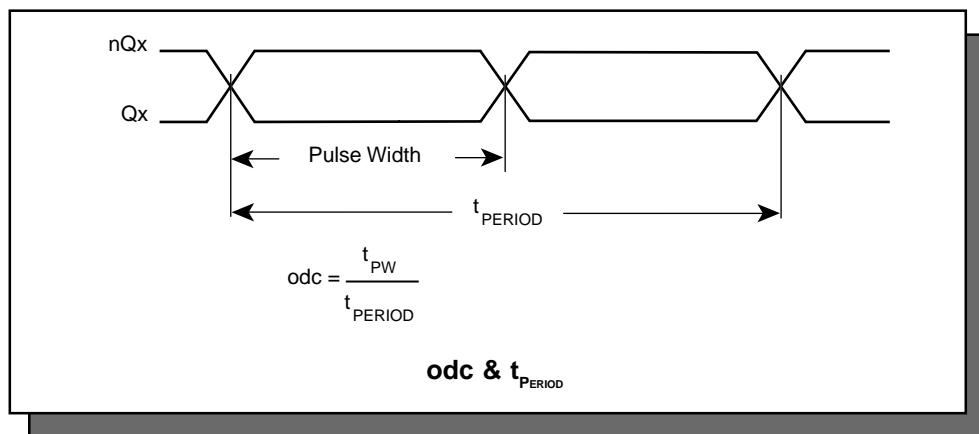 nQx
Qx
Pulse Width
tPERIOD
odc = tPW
tPERIOD
odc & tPERIOD